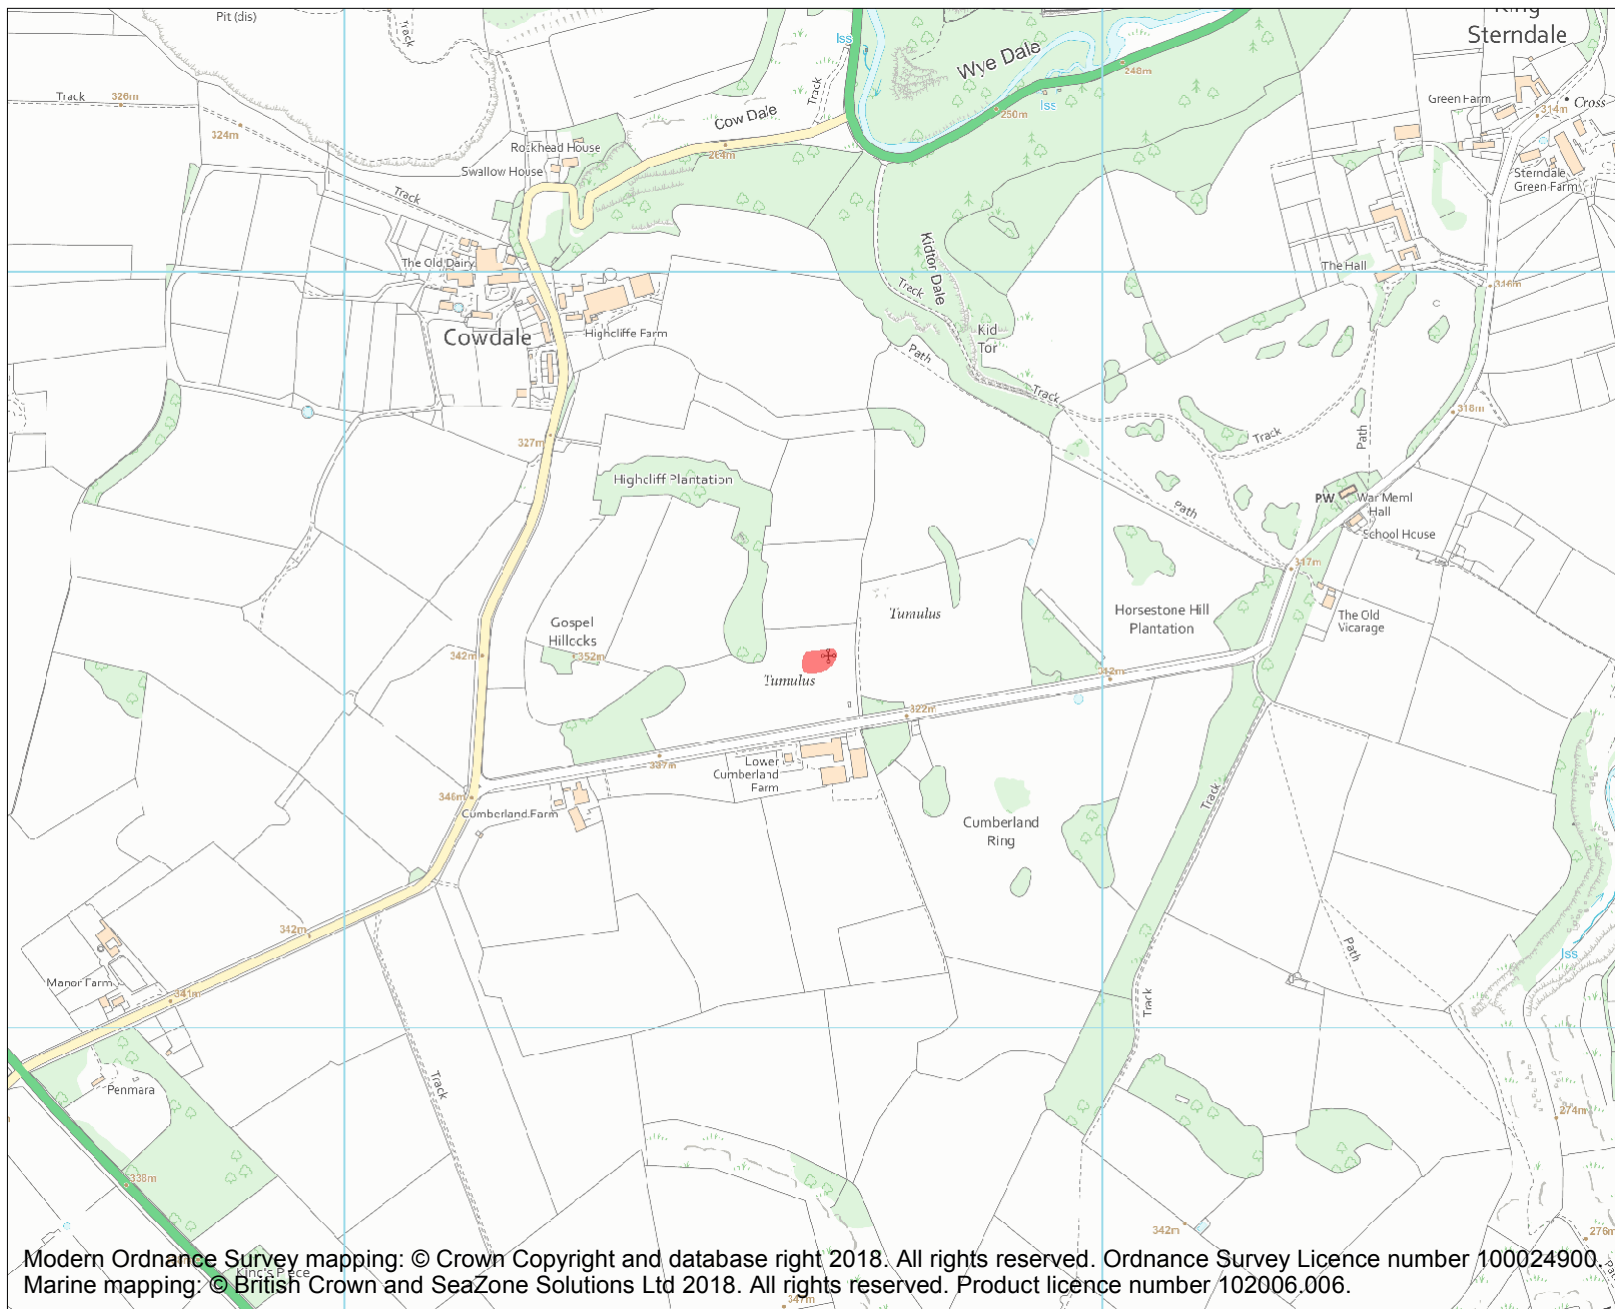 Pit (dis)
Track
Iss
Wye Dale
King
Sterndale
Track
326m
324m
Cow Dale
Track
264m
248m
Iss
250m
Green Farm
314m
Cross
Rockhead House
Swallow House
Track
Sterndale
Green Farm
The Old Dairy
Kidtor Dale
Track
The Hall
316m
Cowdale
Highcliffe Farm
Kid
Tor
Path
Track
318m
327m
Track
Path
Highcliff Plantation
Path
PW
War Meml
Hall
School House
317m
Gospel
Hillocks
352m
342m
Tumulus
Tumulus
Horsestone Hill
Plantation
The Old
Vicarage
312m
322m
337m
Lower
Cumberland
Farm
346m
Cumberland Farm
Cumberland
Ring
Track
342m
Manor Farm
341m
Path
Iss
Track
Track
Penmara
338m
274m
342m
276m
King's Piece
347m
Modern Ordnance Survey mapping: © Crown Copyright and database right 2018. All rights reserved. Ordnance Survey Licence number 100024900.
Marine mapping: © British Crown and SeaZone Solutions Ltd 2018. All rights reserved. Product licence number 102006.006.